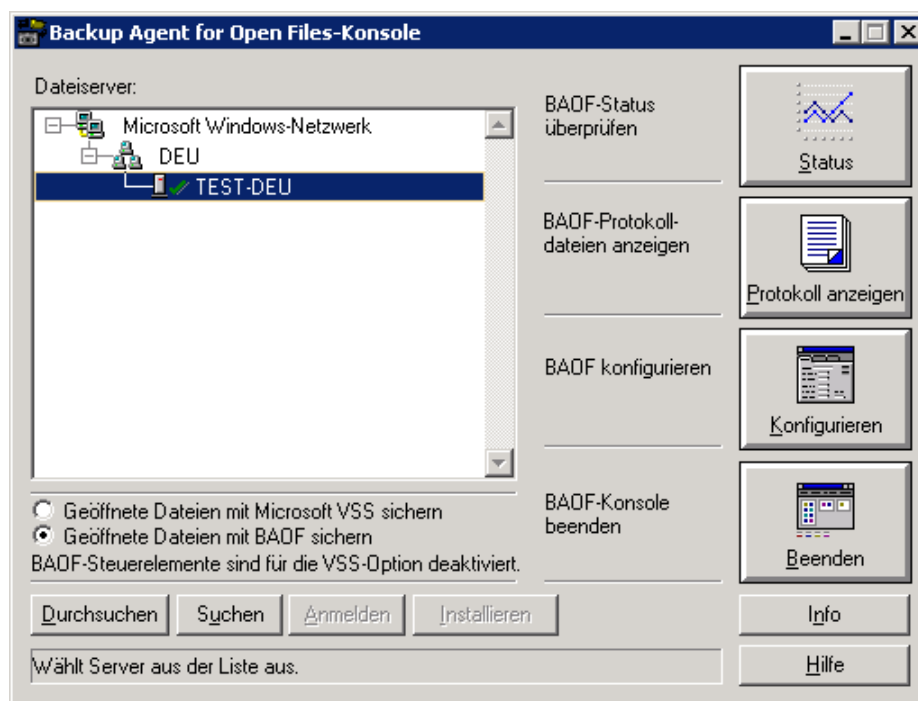 Backup Agent for Open Files-Konsole
Dateiserver:
Microsoft Windows-Netzwerk
DEU
TEST-DEU
BAOF-Status
überprüfen
Status
BAOF-Protokoll-
dateien anzeigen
Protokoll anzeigen
BAOF konfigurieren
Konfigurieren
BAOF-Konsole
beenden
Beenden
Geöffnete Dateien mit Microsoft VSS sichern
Geöffnete Dateien mit BAOF sichern
BAOF-Steuerelemente sind für die VSS-Option deaktiviert.
Durchsuchen
Suchen
Anmelden
Installieren
Info
Wählt Server aus der Liste aus.
Hilfe